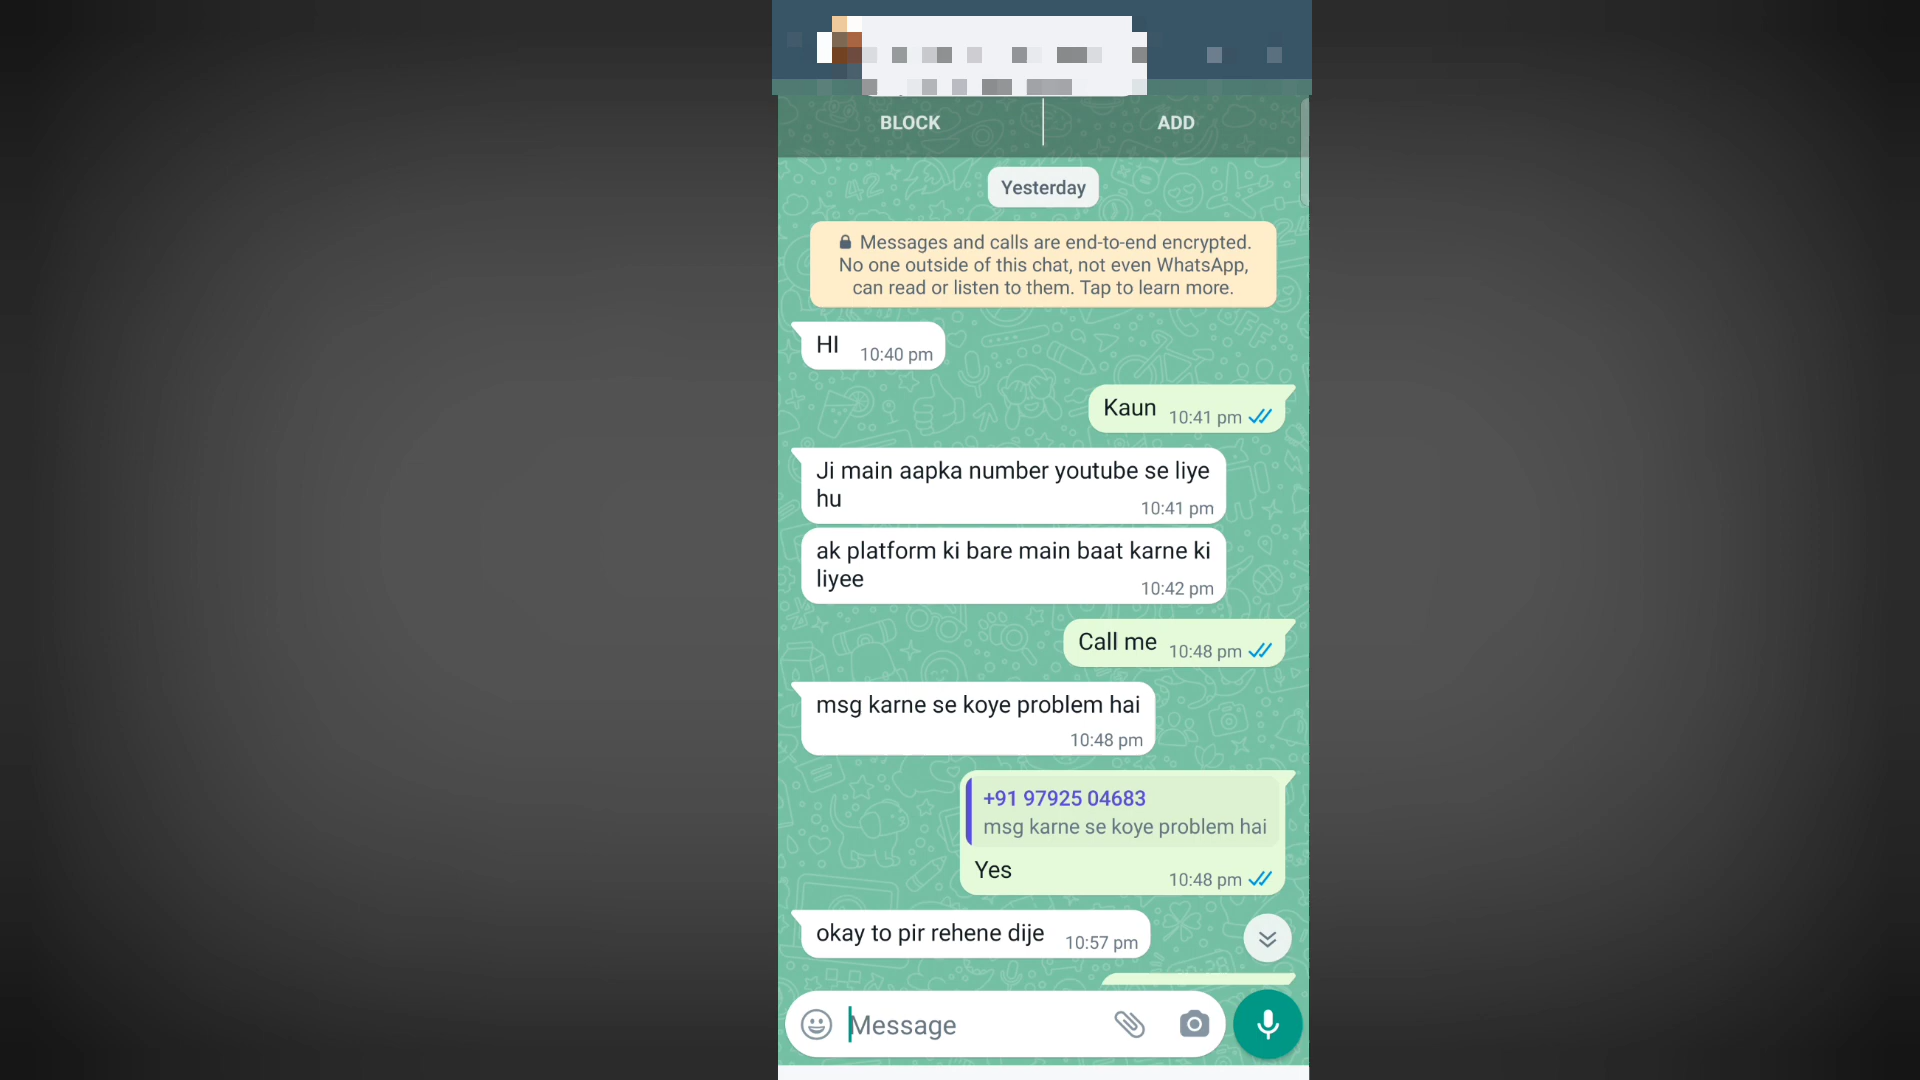 BLOCK
ADD
Yesterday
Messages and calls are end-to-end encrypted.
No one outside of this chat, not even WhatsApp,
can read or listen to them. Tap to learn more.
HI 10:40 pm
Kaun 10:41 pm
Ji main aapka number youtube se liye
hu 10:41 pm
ak platform ki bare main baat karne ki
liyee 10:42 pm
Call me 10:48 pm
msg karne se koye problem hai
10:48 pm
+91 97925 04683
msg karne se koye problem hai
Yes 10:48 pm
okay to pir rehene dije 10:57 pm
Message